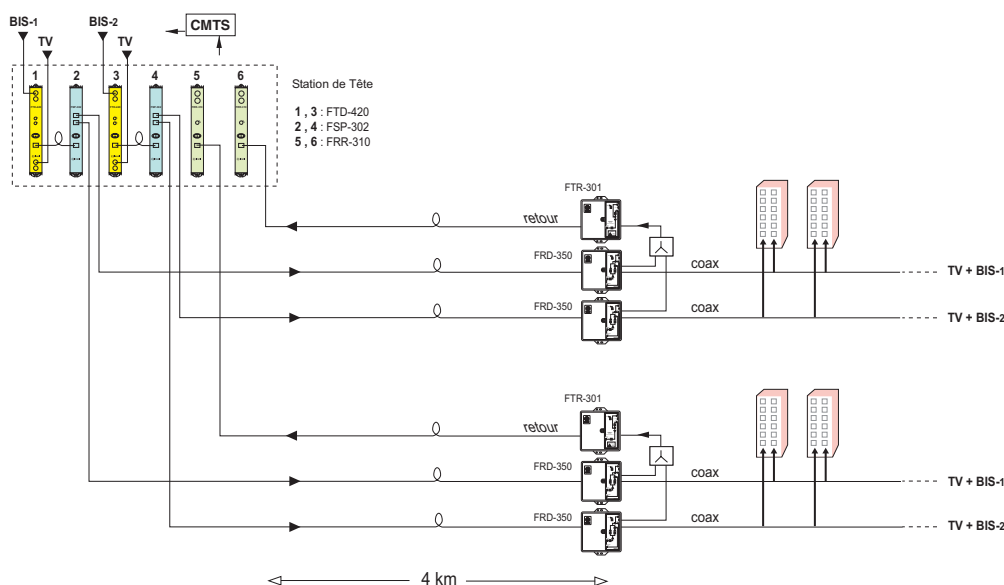 BIS-1
BIS-2
CMTS
TV
TV
1
2
3
4
5
6
Station de Tête
1 , 3 : FTD-420
2 , 4 : FSP-302
5 , 6 : FRR-310
FTR-301
retour
FRD-350
coax
TV + BIS-1
FRD-350
coax
TV + BIS-2
FTR-301
retour
FRD-350
coax
TV + BIS-1
FRD-350
coax
TV + BIS-2
4 km